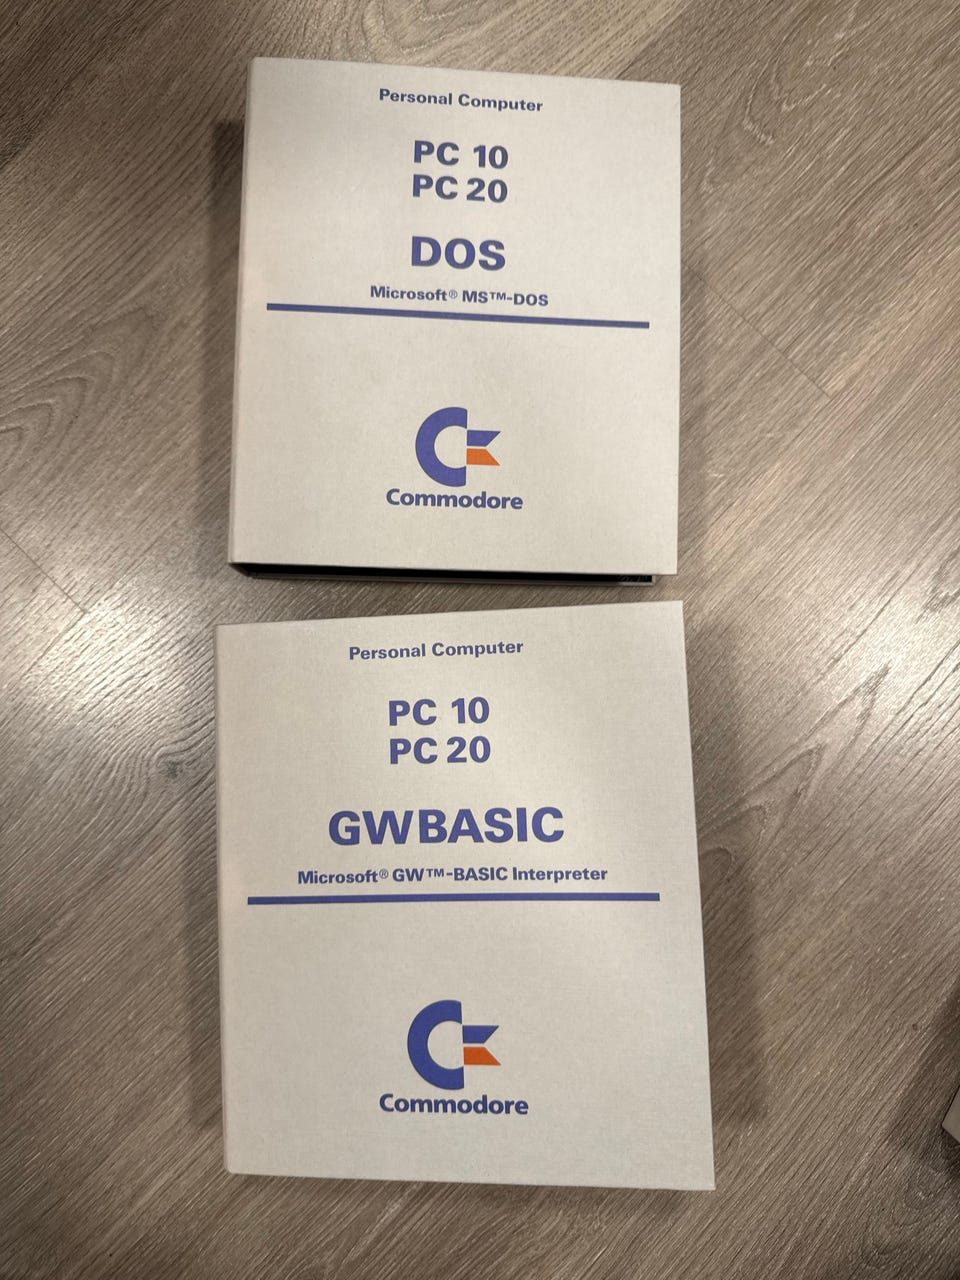 Personal Computer
PC 10
PC 20
DOS
Microsoft® MS™-DOS
Commodore
Personal Computer
PC 10
PC 20
GWBASIC
Microsoft® GW™-BASIC Interpreter
Commodore